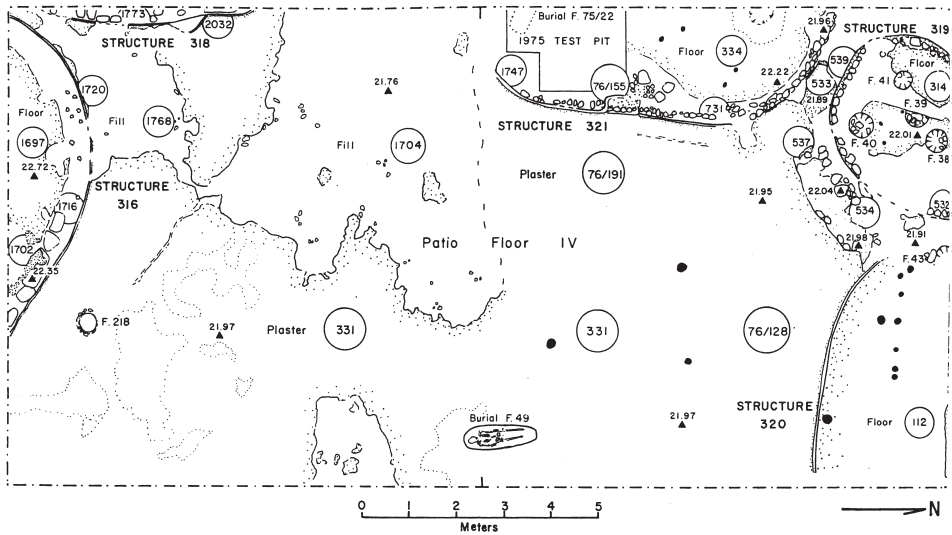 1773
2032
STRUCTURE 318
Burial F. 75/22
1975 TEST PIT
Floor 334
21.96
STRUCTURE 319
539
Floor
314
F. 41
F. 39
1720
21.76
1747
76/155
22.22
533
21.89
731
Floor
Fill 1768
1697
22.72
Fill 1704
STRUCTURE 321
537
F. 40
22.01
F. 38
STRUCTURE
316
Plaster 76/191
21.95
22.04
1716
534
532
1702
22.35
Patio Floor IV
21.98
21.91
F. 43
F. 218
21.97
Plaster 331
331
76/128
Burial F. 49
21.97
STRUCTURE
320
Floor 112
0 1 2 3 4 5
Meters
N